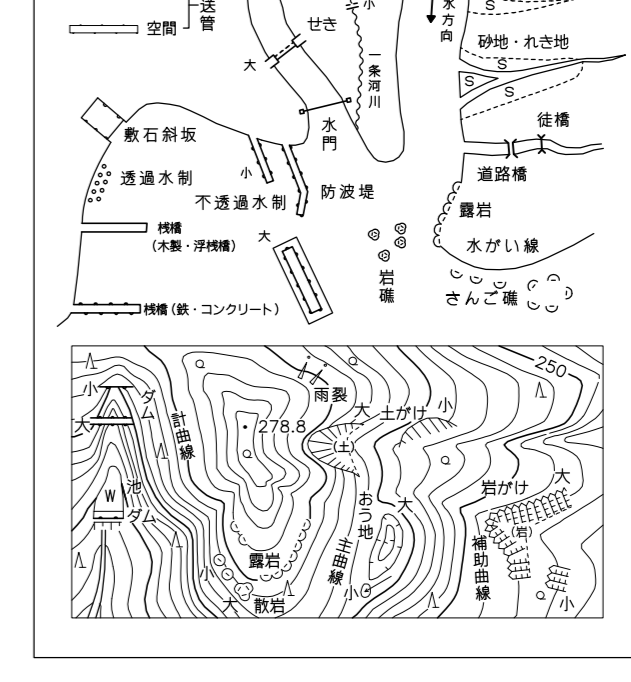 送管
空間
せき
小
大
一条河川
水方向
S
砂地・れき地
S
S
水門
徒橋
道路橋
敷石斜坂
透過水制
小
不透過水制
防波堤
大
桟橋
(木製・浮桟橋)
桟橋(鉄・コンクリート)
岩礁
露岩
水がい線
さんご礁
小
ダム
大
計曲線
278.8
雨裂
大
土がけ
小
(土)
250
池
W
ダム
おう地
大
岩がけ
大
(岩)
主曲線
補助曲線
露岩
小
大
散岩
小
小